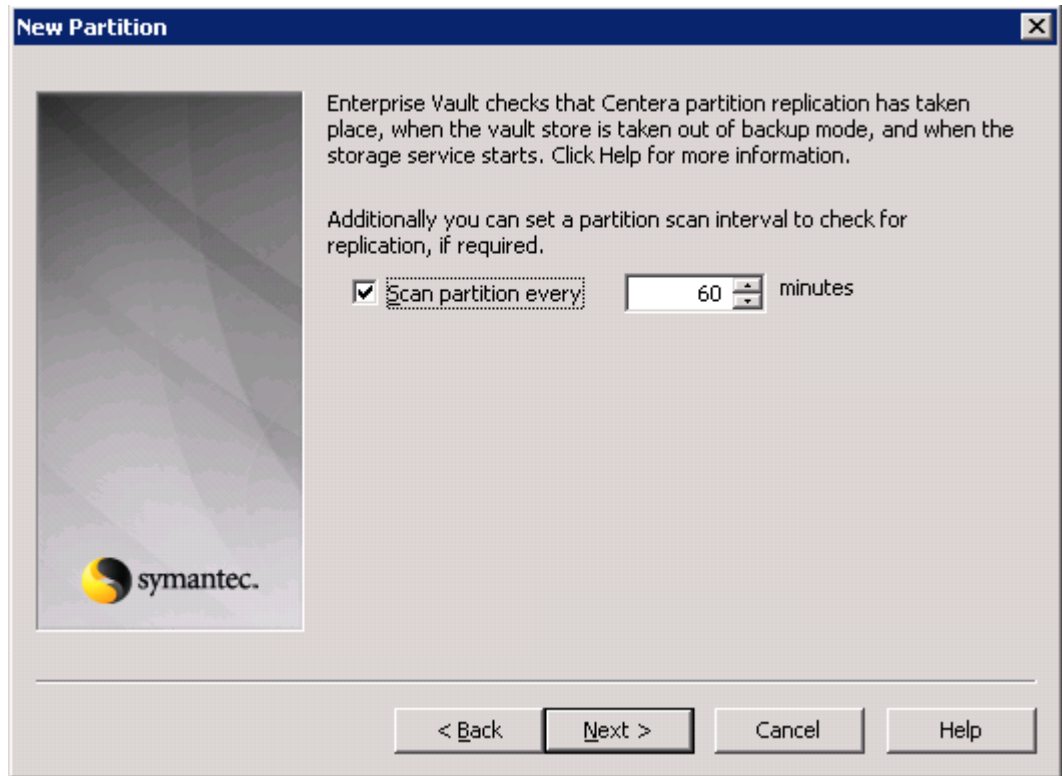 New Partition
Enterprise Vault checks that Centera partition replication has taken
place, when the vault store is taken out of backup mode, and when the
storage service starts. Click Help for more information.
Additionally you can set a partition scan interval to check for
replication, if required.
Scan partition every 60 minutes
symantec.
< Back Next > Cancel Help